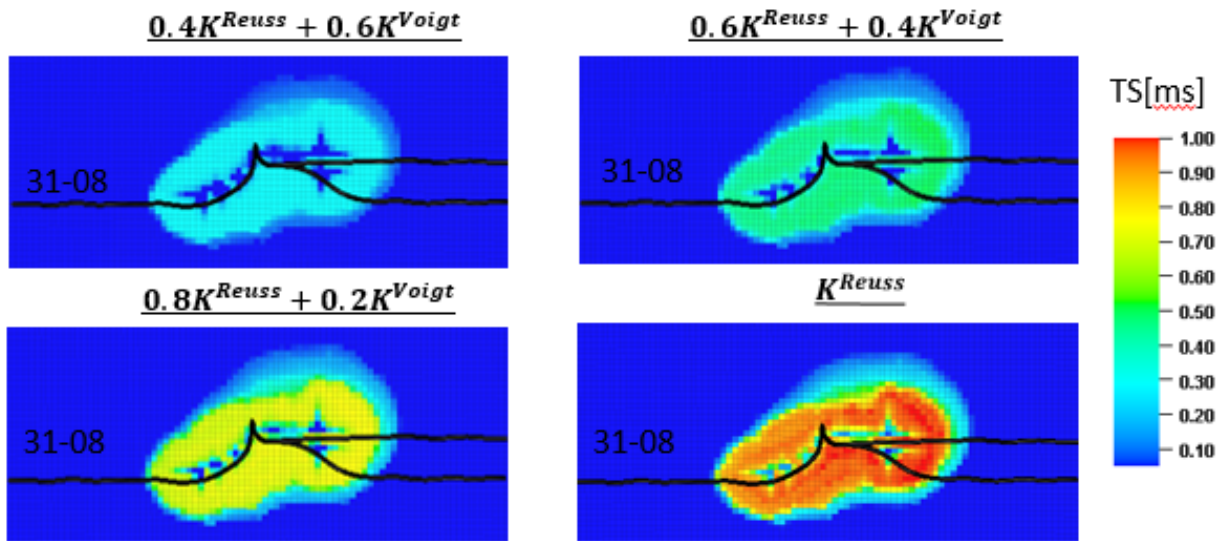 0.4K^Reuss + 0.6K^Voigt
0.6K^Reuss + 0.4K^Voigt
TS[ms]
31-08
31-08
0.8K^Reuss + 0.2K^Voigt
K^Reuss
31-08
31-08
1.00
0.90
0.80
0.70
0.60
0.50
0.40
0.30
0.20
0.10